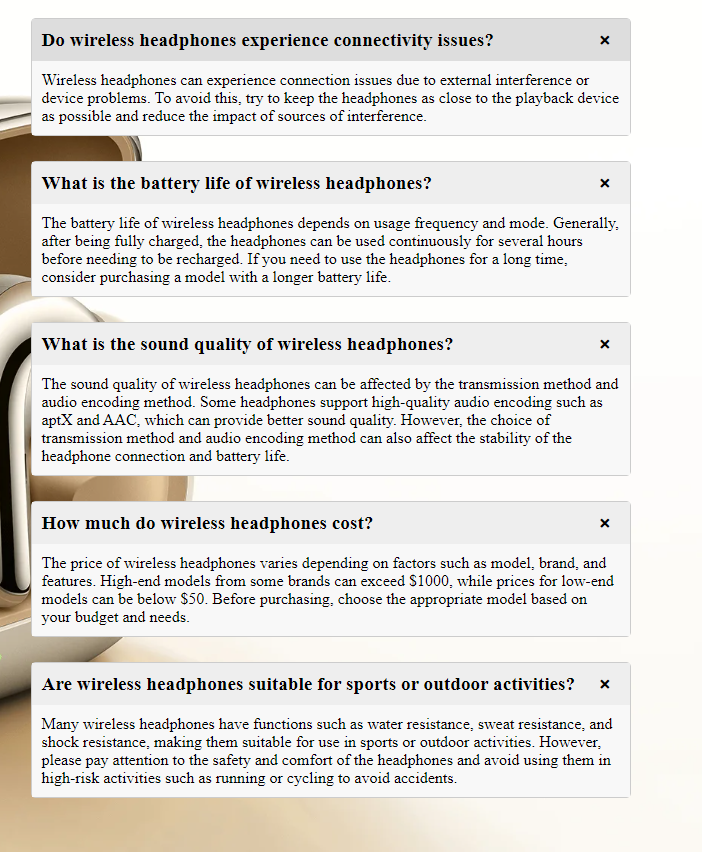 Do wireless headphones experience connectivity issues? ×
Wireless headphones can experience connection issues due to external interference or
device problems. To avoid this, try to keep the headphones as close to the playback device
as possible and reduce the impact of sources of interference.
What is the battery life of wireless headphones? ×
The battery life of wireless headphones depends on usage frequency and mode. Generally,
after being fully charged, the headphones can be used continuously for several hours
before needing to be recharged. If you need to use the headphones for a long time,
consider purchasing a model with a longer battery life.
What is the sound quality of wireless headphones? ×
The sound quality of wireless headphones can be affected by the transmission method and
audio encoding method. Some headphones support high-quality audio encoding such as
aptX and AAC, which can provide better sound quality. However, the choice of
transmission method and audio encoding method can also affect the stability of the
headphone connection and battery life.
How much do wireless headphones cost? ×
The price of wireless headphones varies depending on factors such as model, brand, and
features. High-end models from some brands can exceed $1000, while prices for low-end
models can be below $50. Before purchasing, choose the appropriate model based on
your budget and needs.
Are wireless headphones suitable for sports or outdoor activities? ×
Many wireless headphones have functions such as water resistance, sweat resistance, and
shock resistance, making them suitable for use in sports or outdoor activities. However,
please pay attention to the safety and comfort of the headphones and avoid using them in
high-risk activities such as running or cycling to avoid accidents.